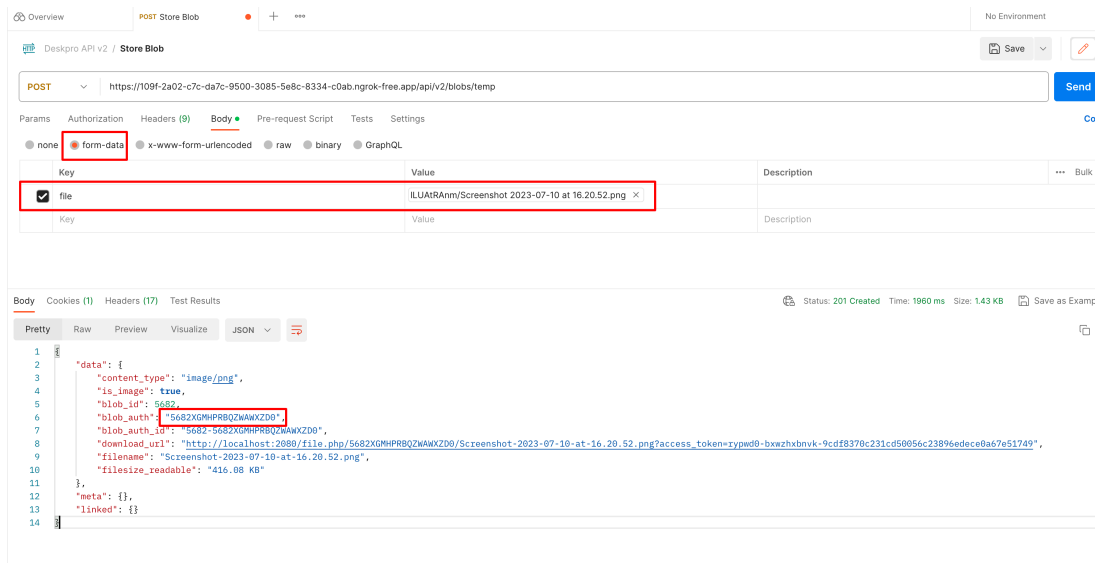 Overview
POST Store Blob
No Environment
HTTP Deskpro API v2 / Store Blob
Save
POST https://109f-2a02-c7c-da7c-9500-3085-5e8c-8334-c0ab.ngrok-free.app/api/v2/blobs/temp
Send
Params Authorization Headers (9) Body Pre-request Script Tests Settings
Co
none form-data x-www-form-urlencoded raw binary GraphQL
Key Value Description Bulk
file lLUAtRAnm/Screenshot 2023-07-10 at 16.20.52.png ×
Key Value Description
Body Cookies (1) Headers (17) Test Results
Status: 201 Created Time: 1960 ms Size: 1.43 KB Save as Examp
Pretty Raw Preview Visualize JSON
1 {
2 "data": {
3 "content_type": "image/png",
4 "is_image": true,
5 "blob_id": 5682,
6 "blob_auth": "5682XGMHPRBQZWAWXZD0",
7 "blob_auth_id": "5682-5682XGMHPRBQZWAWXZD0",
8 "download_url": "http://localhost:2080/file.php/5682XGMHPRBQZWAWXZD0/Screenshot-2023-07-10-at-16.20.52.png?access_token=rypwd0-bxwzhxbnvk-9cdf8370c231cd50056c23896edece0a67e51749",
9 "filename": "Screenshot-2023-07-10-at-16.20.52.png",
10 "filesize_readable": "416.08 KB"
11 },
12 "meta": {},
13 "linked": {}
14 }